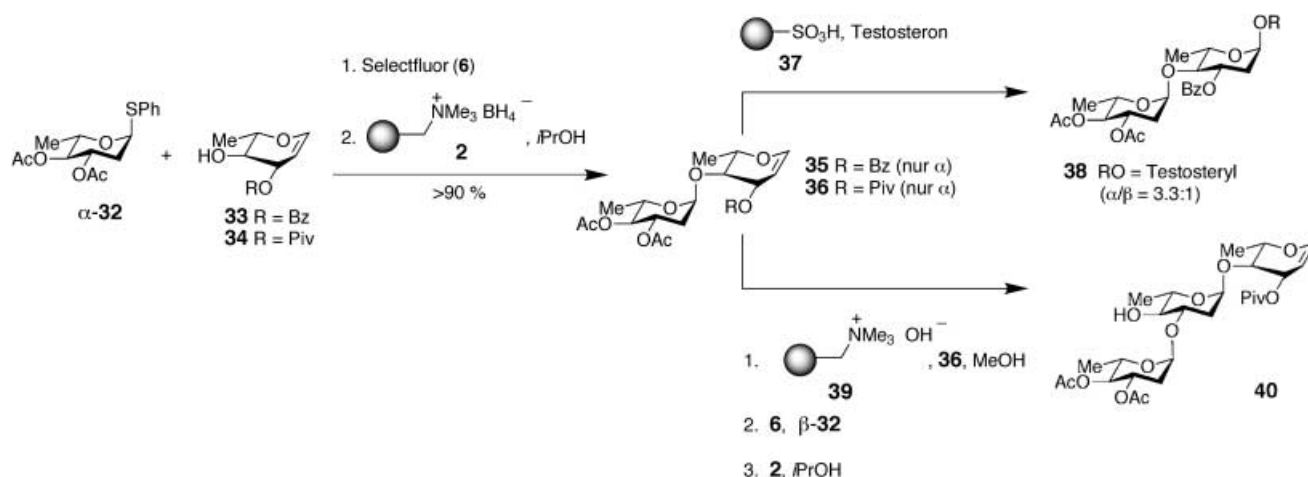 SO3H, Testosteron
37
1. Selectfluor (6)
+
NMe3 BH4 −
2. , iPrOH
2
>90 %
SPh
Me O
AcO
OAc
α-32
+
Me O
HO
RO
33 R = Bz
34 R = Piv
Me O
O
RO
Me O
AcO
OAc
35 R = Bz (nur α)
36 R = Piv (nur α)
OR
Me O
O
BzO
Me O
AcO
OAc
38 RO = Testosteryl
(α/β = 3.3:1)
+
NMe3 OH −
1. , 36, MeOH
39
2. 6, β-32
3. 2, iPrOH
Me O
O
PivO
Me O
HO
O
Me O
AcO
OAc
40